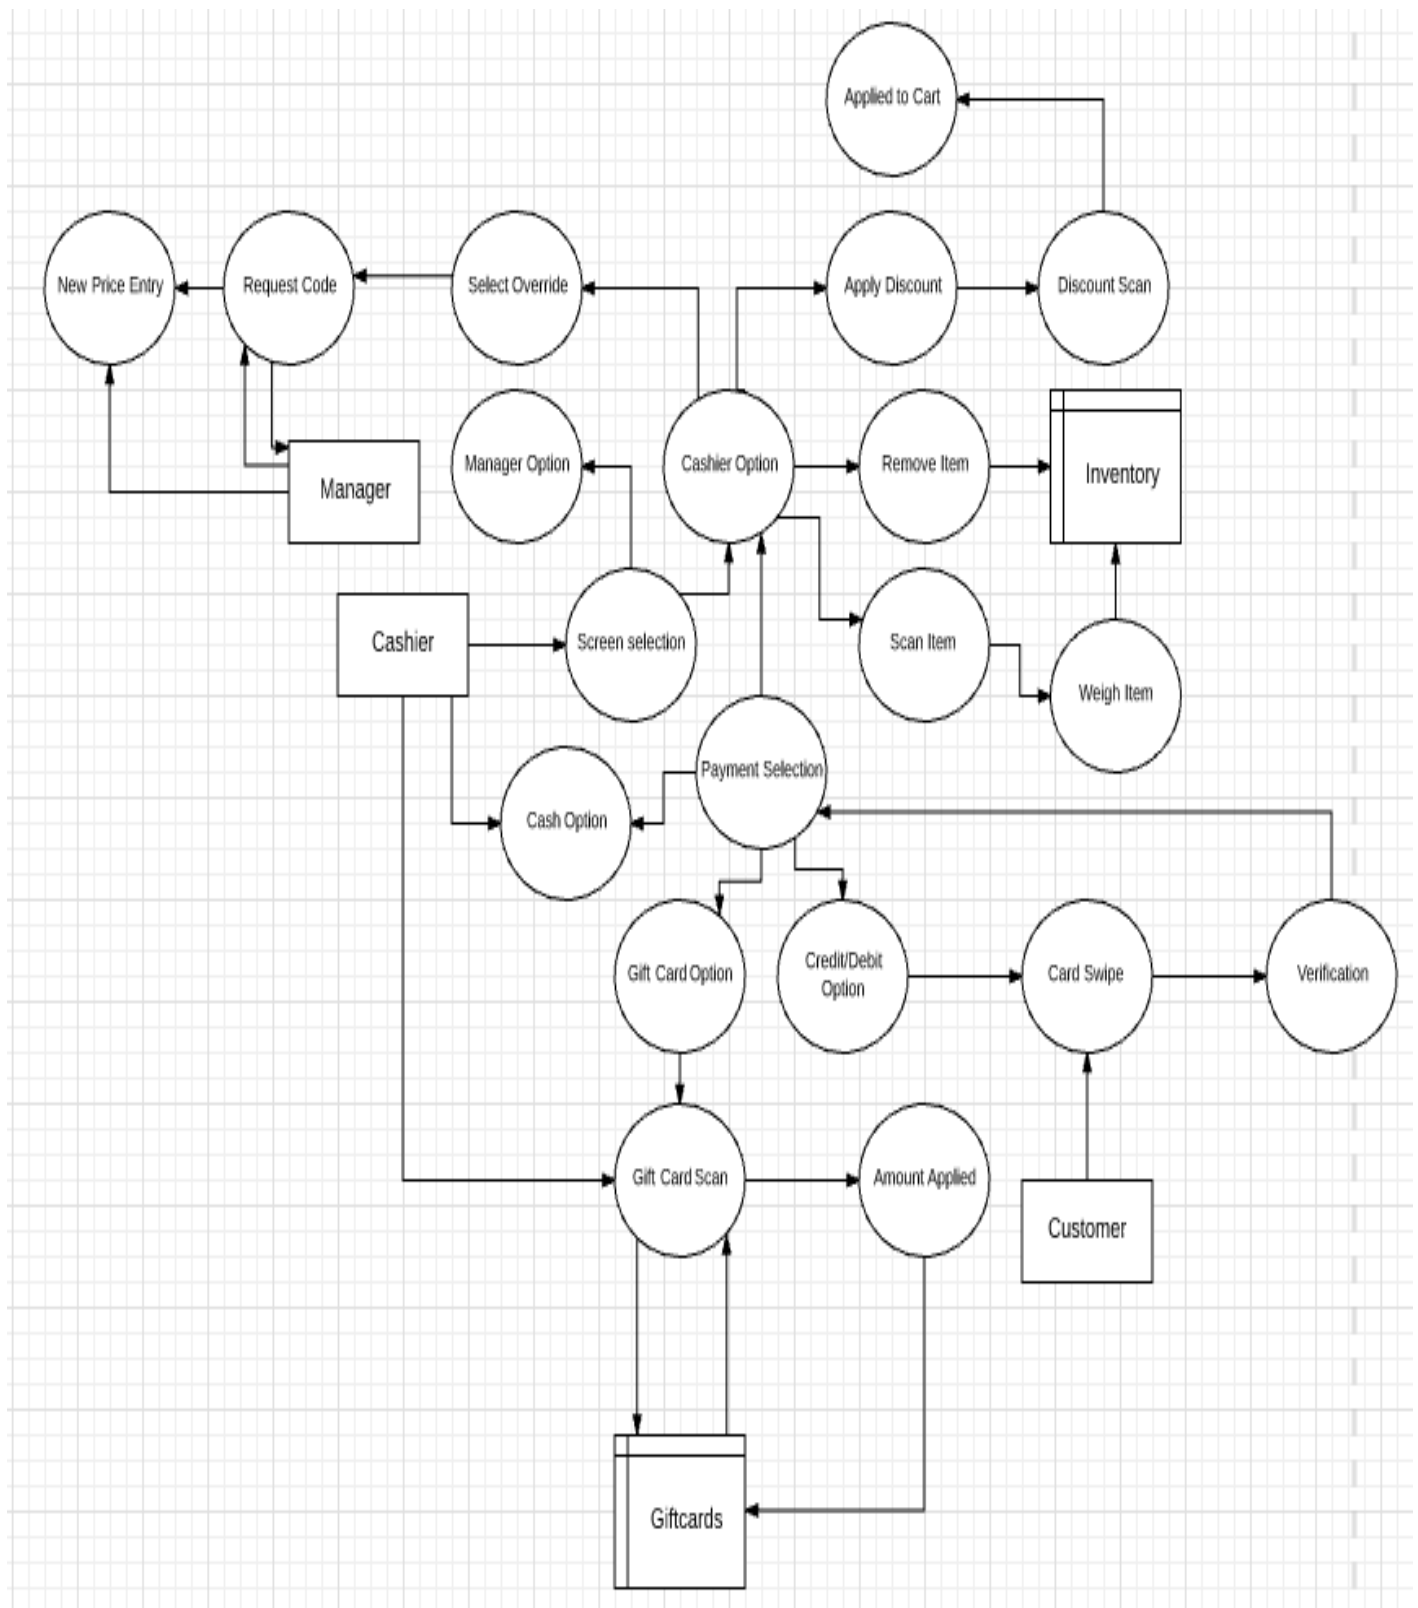 Applied to Cart
New Price Entry
Request Code
Select Override
Apply Discount
Discount Scan
Manager Option
Cashier Option
Remove Item
Inventory
Manager
Cashier
Screen selection
Scan Item
Weigh Item
Payment Selection
Cash Option
Gift Card Option
Credit/Debit
Option
Card Swipe
Verification
Gift Card Scan
Amount Applied
Customer
Giftcards